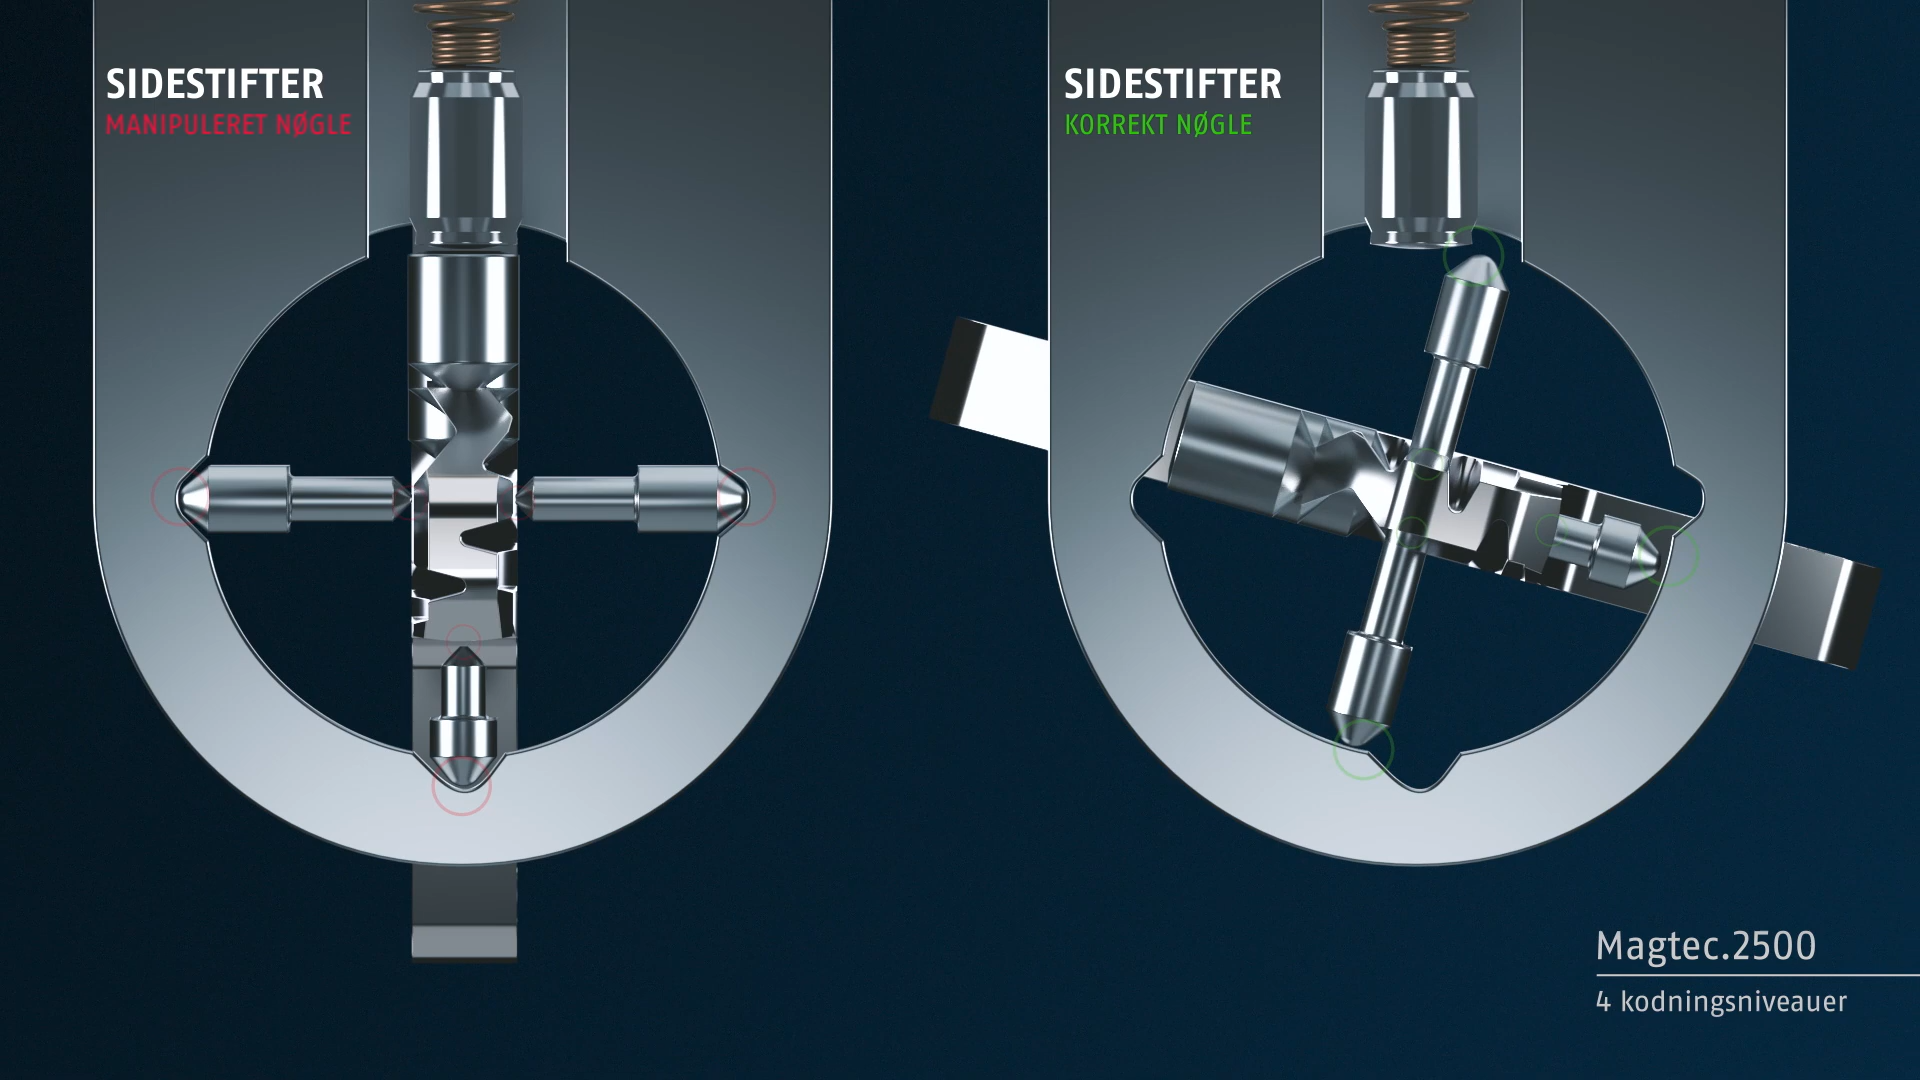 SIDESTIFTER
MANIPULERET NØGLE
SIDESTIFTER
KORREKT NØGLE
Magtec.2500
4 kodningsniveauer